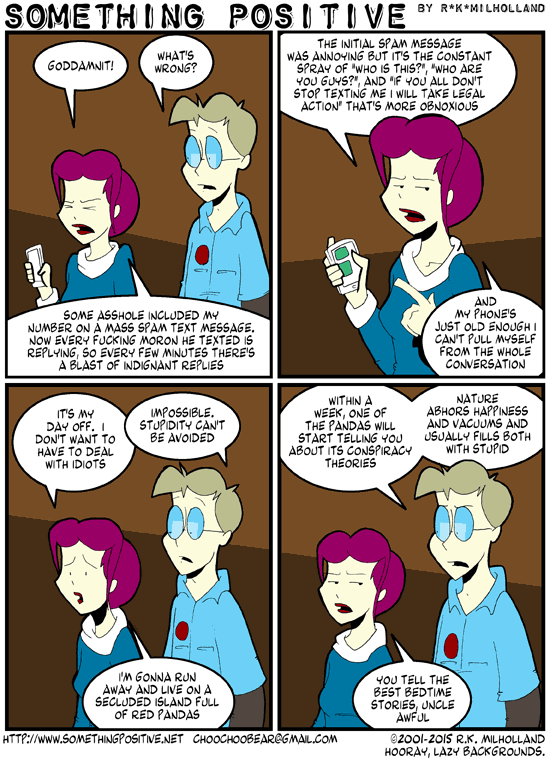 SOMETHING POSITIVE BY R*K*MILHOLLAND
GODDAMNIT!
WHAT'S
WRONG?
SOME ASSHOLE INCLUDED MY
NUMBER ON A MASS SPAM TEXT MESSAGE.
NOW EVERY FUCKING MORON HE TEXTED IS
REPLYING, SO EVERY FEW MINUTES THERE'S
A BLAST OF INDIGNANT REPLIES
THE INITIAL SPAM MESSAGE
WAS ANNOYING BUT IT'S THE CONSTANT
SPRAY OF "WHO IS THIS?", "WHO ARE
YOU GUYS?", AND "IF YOU ALL DON'T
STOP TEXTING ME I WILL TAKE LEGAL
ACTION" THAT'S MORE OBNOXIOUS
AND
MY PHONE'S
JUST OLD ENOUGH I
CAN'T PULL MYSELF
FROM THE WHOLE
CONVERSATION
IT'S MY
DAY OFF. I
DON'T WANT TO
HAVE TO DEAL
WITH IDIOTS
IMPOSSIBLE.
STUPIDITY CAN'T
BE AVOIDED
I'M GONNA RUN
AWAY AND LIVE ON A
SECLUDED ISLAND FULL
OF RED PANDAS
WITHIN A
WEEK, ONE OF
THE PANDAS WILL
START TELLING YOU
ABOUT ITS CONSPIRACY
THEORIES
NATURE
ABHORS HAPPINESS
AND VACUUMS AND
USUALLY FILLS BOTH
WITH STUPID
YOU TELL THE
BEST BEDTIME
STORIES, UNCLE
AWFUL
HTTP://WWW.SOMETHINGPOSITIVE.NET CHOOCHOOBEAR@GMAIL.COM
©2001-2015 R.K. MILHOLLAND
HOORAY, LAZY BACKGROUNDS.